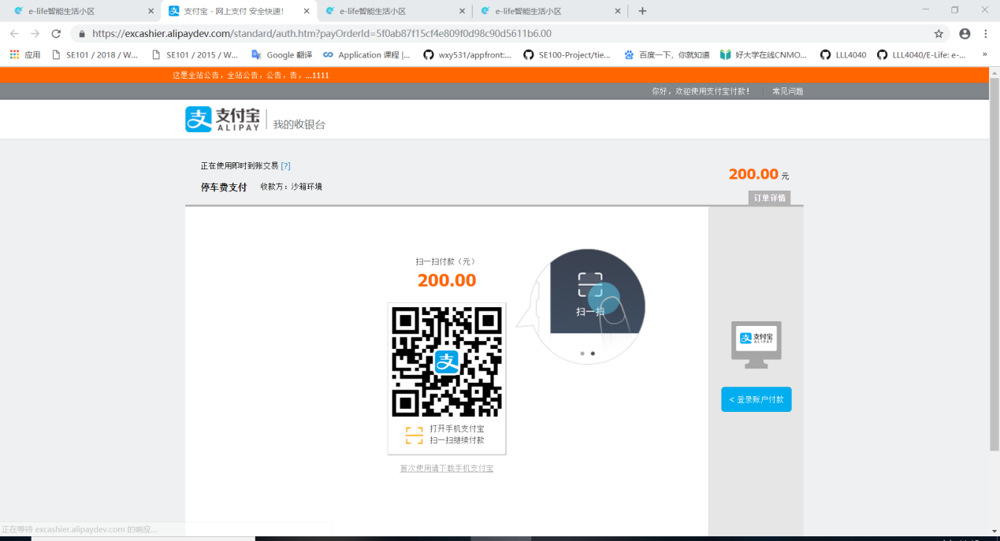 e-life智能生活小区
支付宝 - 网上支付 安全快速！
e-life智能生活小区
e-life智能生活小区
https://excashier.alipaydev.com/standard/auth.htm?payOrderId=5f0ab87f15cf4e809f0d98c90d5611b6.00
应用
SE101 / 2018 / W...
SE101 / 2015 / W...
Google 翻译
Application 课程 |...
wxy531/appfront:...
SE100-Project/tie...
百度一下，你就知道
好大学在线CNMO...
LLL4040
LLL4040/E-Life: e-...
»
这是全站公告，全站公告，公告，告，...1111
你好，欢迎使用支付宝付款！
常见问题
支付宝
ALIPAY
我的收银台
正在使用即时到账交易 [?]
停车费支付 收款方：沙箱环境
200.00 元
订单详情
扫一扫付款（元）
200.00
支
打开手机支付宝
扫一扫继续付款
首次使用请下载手机支付宝
扫一扫
支付宝
ALIPAY
< 登录账户付款
正在等待 excashier.alipaydev.com 的响应...